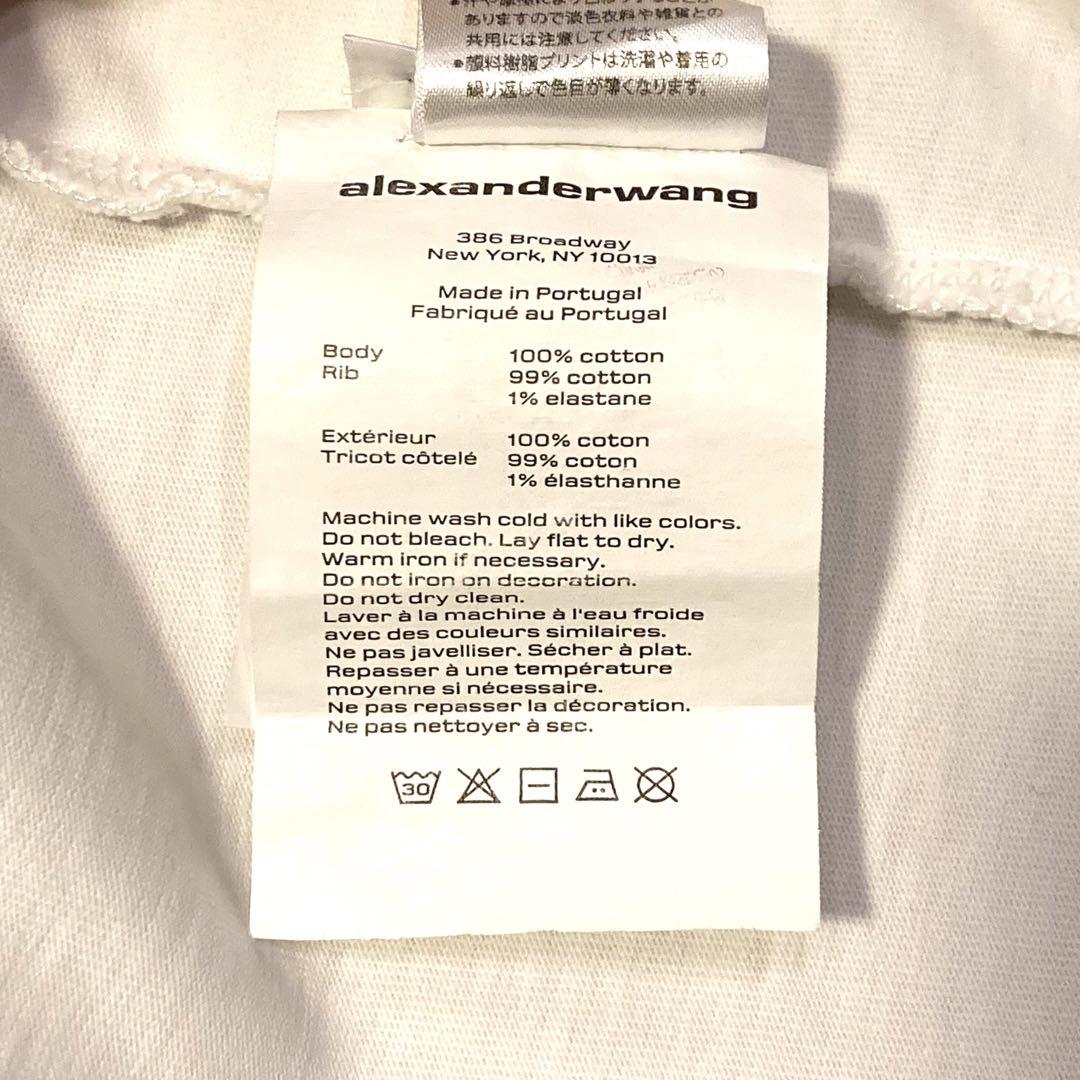 ありますので淡色衣料や雑貨との
共用には注意してください。
●顔料樹脂プリントは洗濯や着用の
繰り返しで色目が薄くなります。
alexanderwang
386 Broadway
New York, NY 10013
Made in Portugal
Fabriqué au Portugal
Body 100% cotton
Rib 99% cotton
1% elastane
Extérieur 100% coton
Tricot côtelé 99% coton
1% élasthanne
Machine wash cold with like colors.
Do not bleach. Lay flat to dry.
Warm iron if necessary.
Do not iron on decoration.
Do not dry clean.
Laver à la machine à l'eau froide
avec des couleurs similaires.
Ne pas javelliser. Sécher à plat.
Repasser à une température
moyenne si nécessaire.
Ne pas repasser la décoration.
Ne pas nettoyer à sec.
30